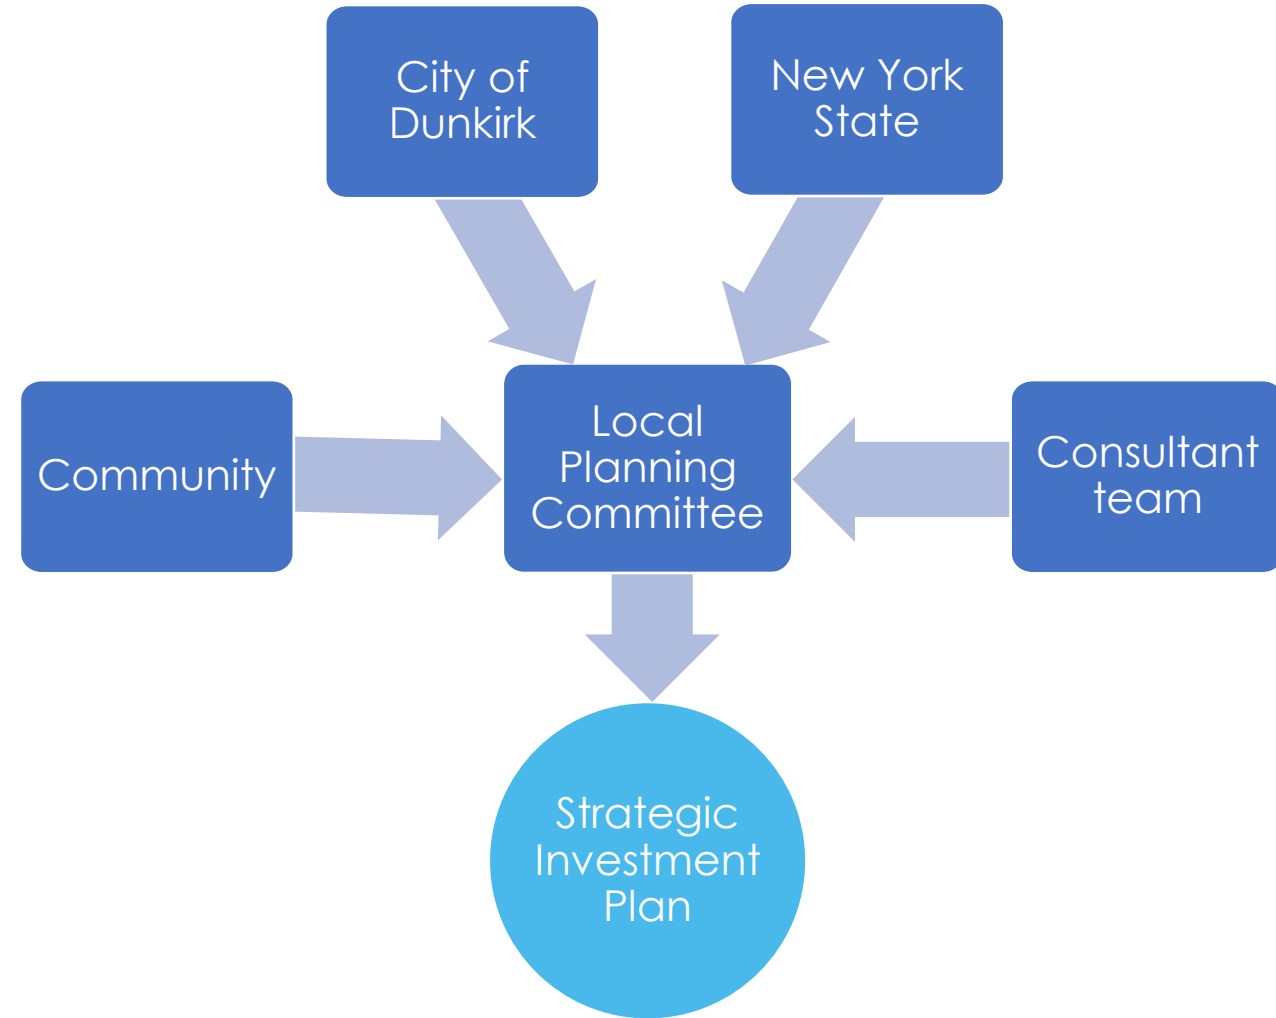 City of
Dunkirk
New York
State
Community
Local
Planning
Committee
Consultant
team
Strategic
Investment
Plan